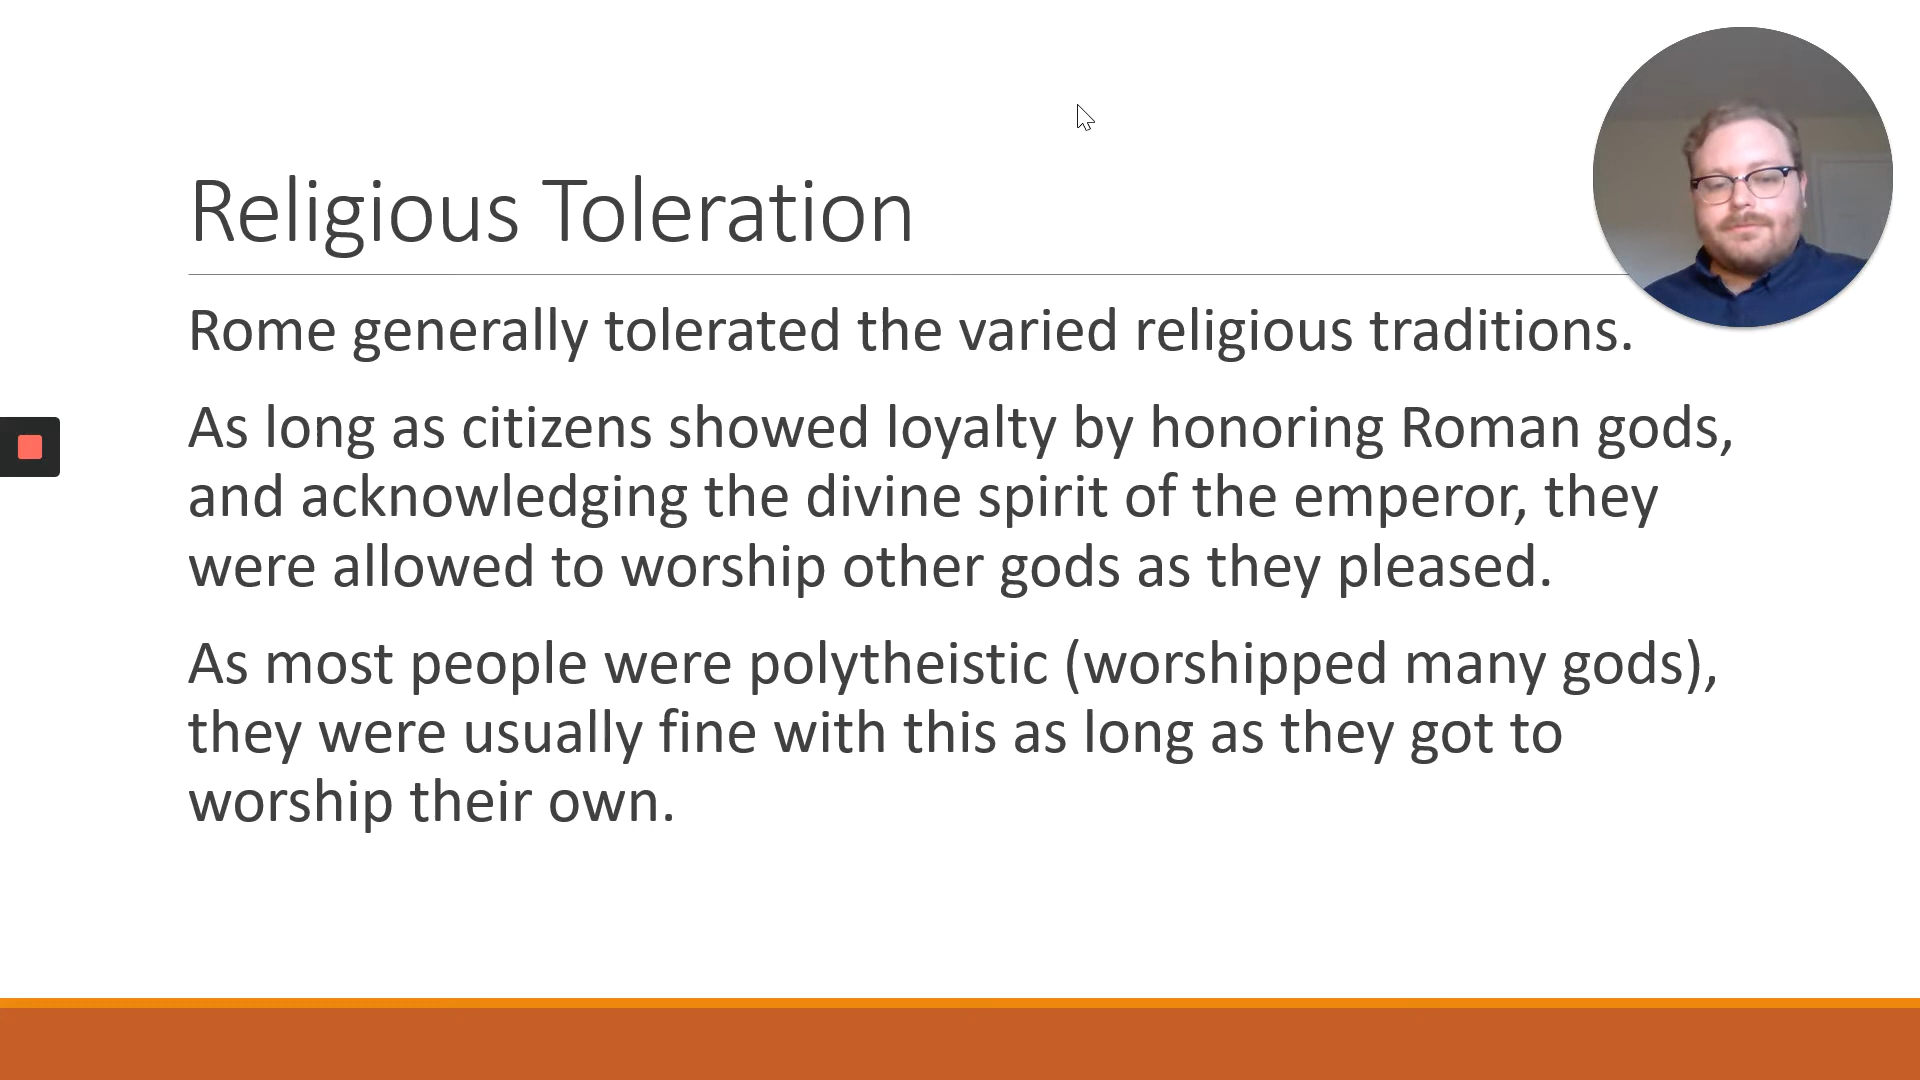 Religious Toleration
Rome generally tolerated the varied religious traditions.
As long as citizens showed loyalty by honoring Roman gods,
and acknowledging the divine spirit of the emperor, they
were allowed to worship other gods as they pleased.
As most people were polytheistic (worshipped many gods),
they were usually fine with this as long as they got to
worship their own.